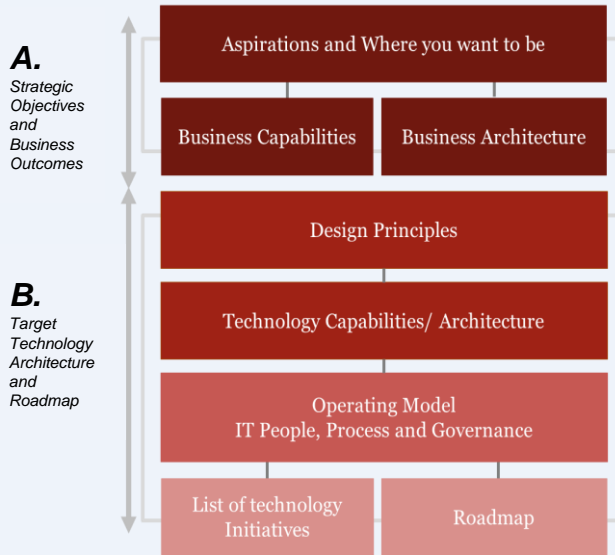 A.
Strategic
Objectives
and
Business
Outcomes
Aspirations and Where you want to be
Business Capabilities
Business Architecture
B.
Target
Technology
Architecture
and
Roadmap
Design Principles
Technology Capabilities/ Architecture
Operating Model
IT People, Process and Governance
List of technology
Initiatives
Roadmap